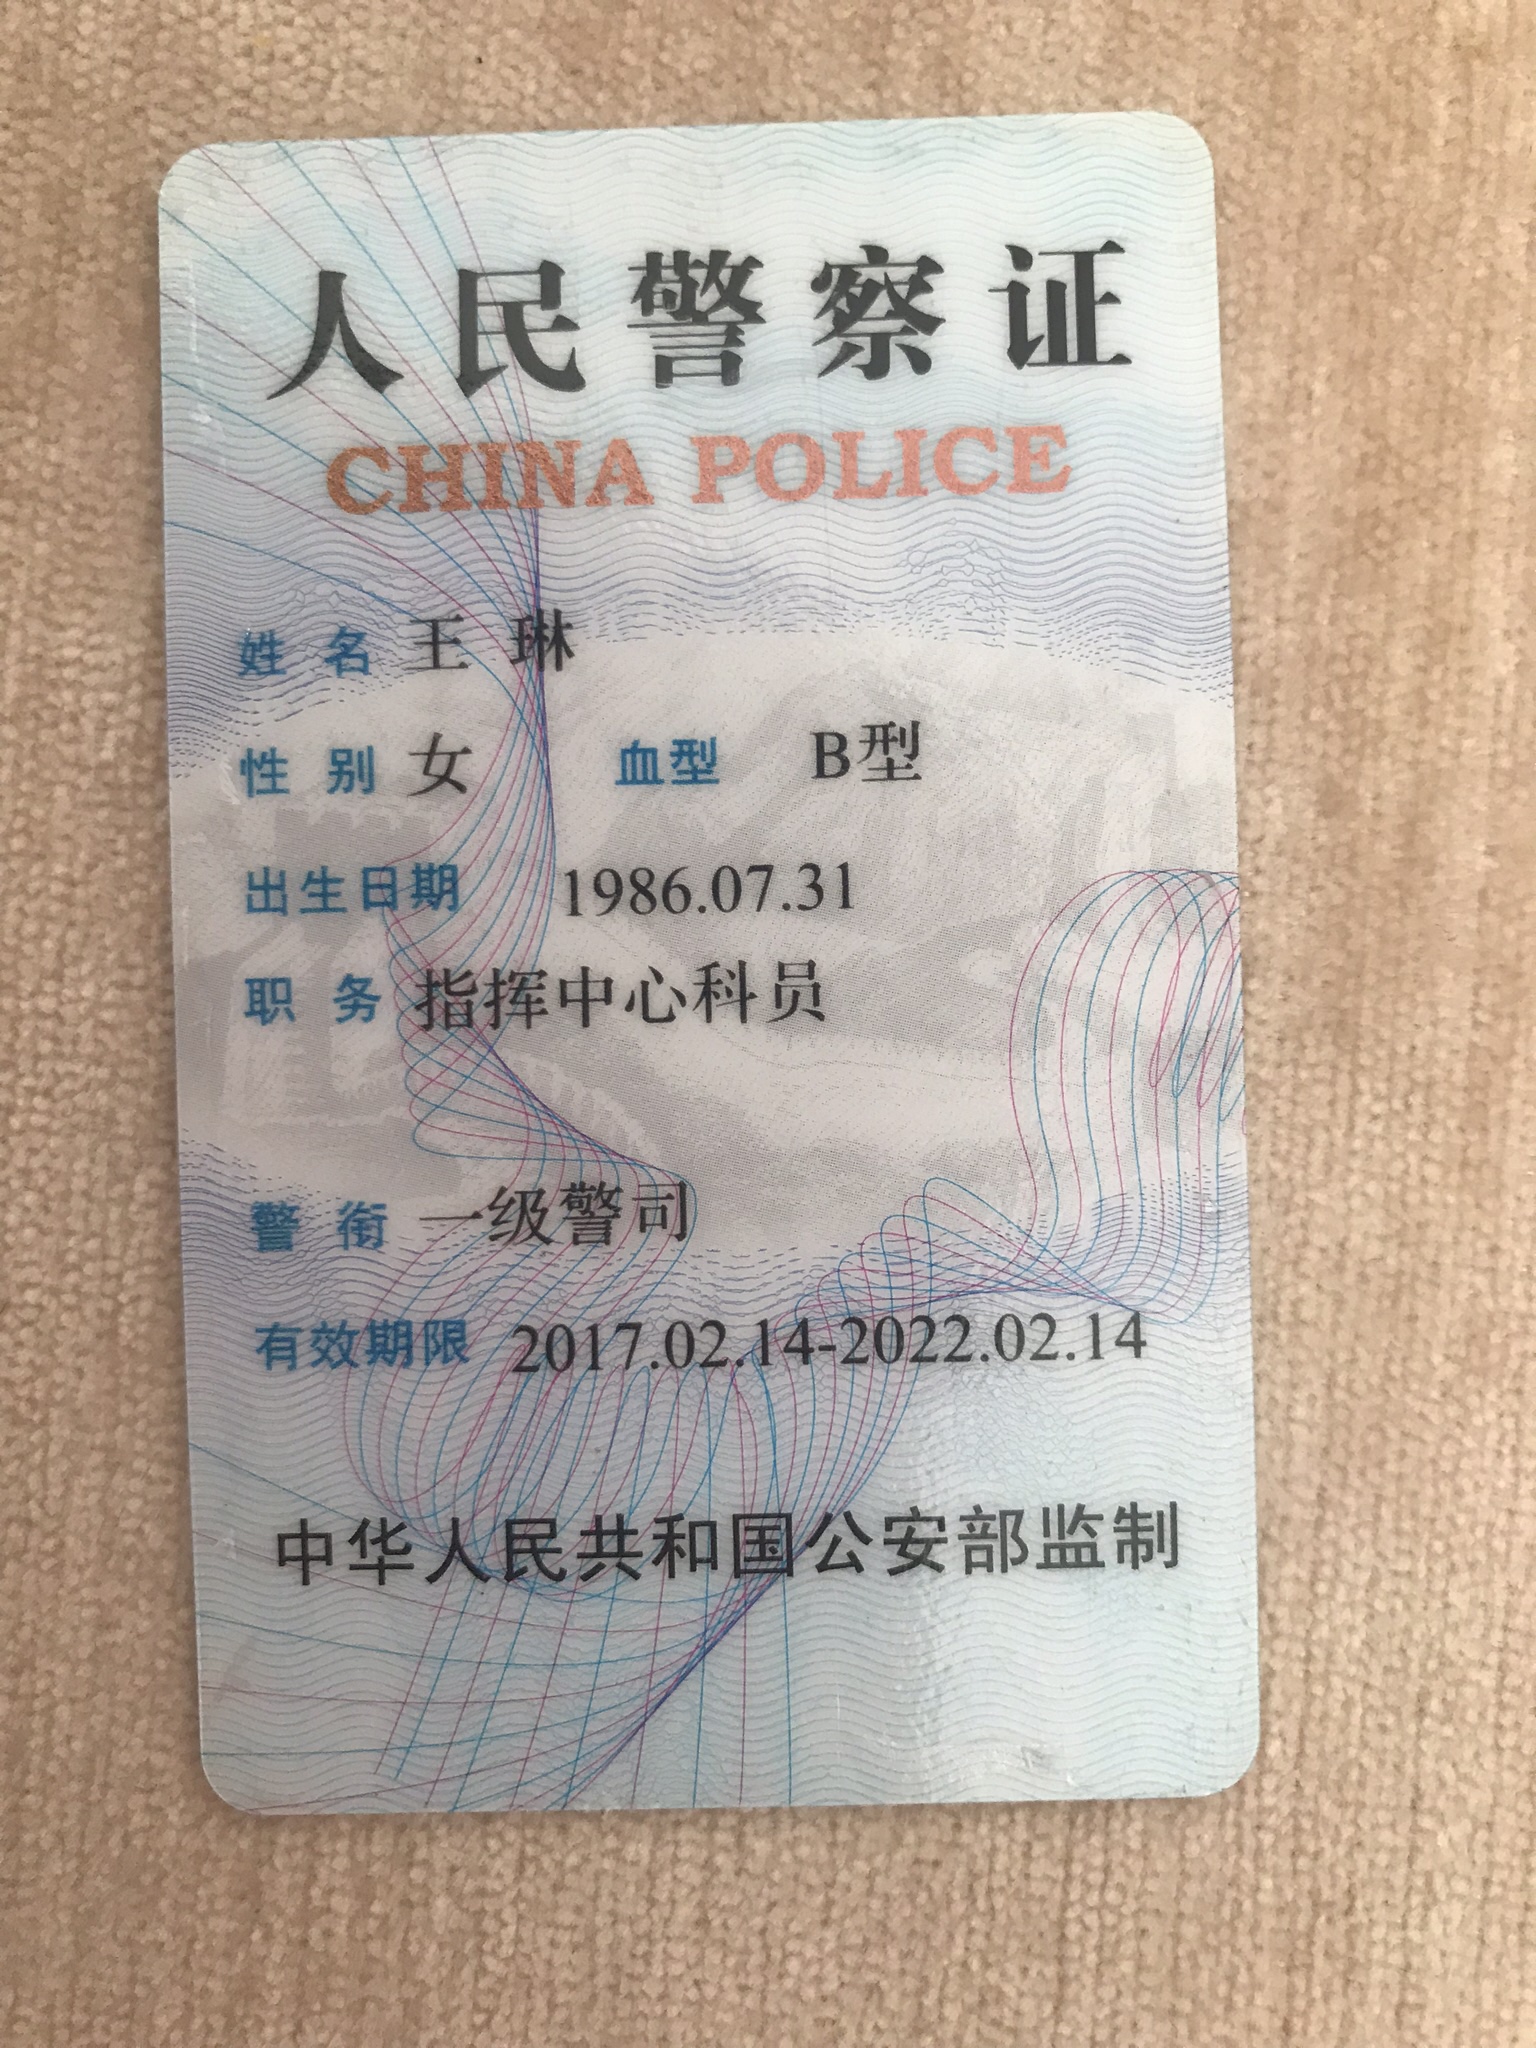 人民警察证
CHINA POLICE
姓 名 王 琳
性 别 女 血型 B型
出生日期 1986.07.31
职 务 指挥中心科员
警 衔 一级警司
有效期限 2017.02.14-2022.02.14
中华人民共和国公安部监制